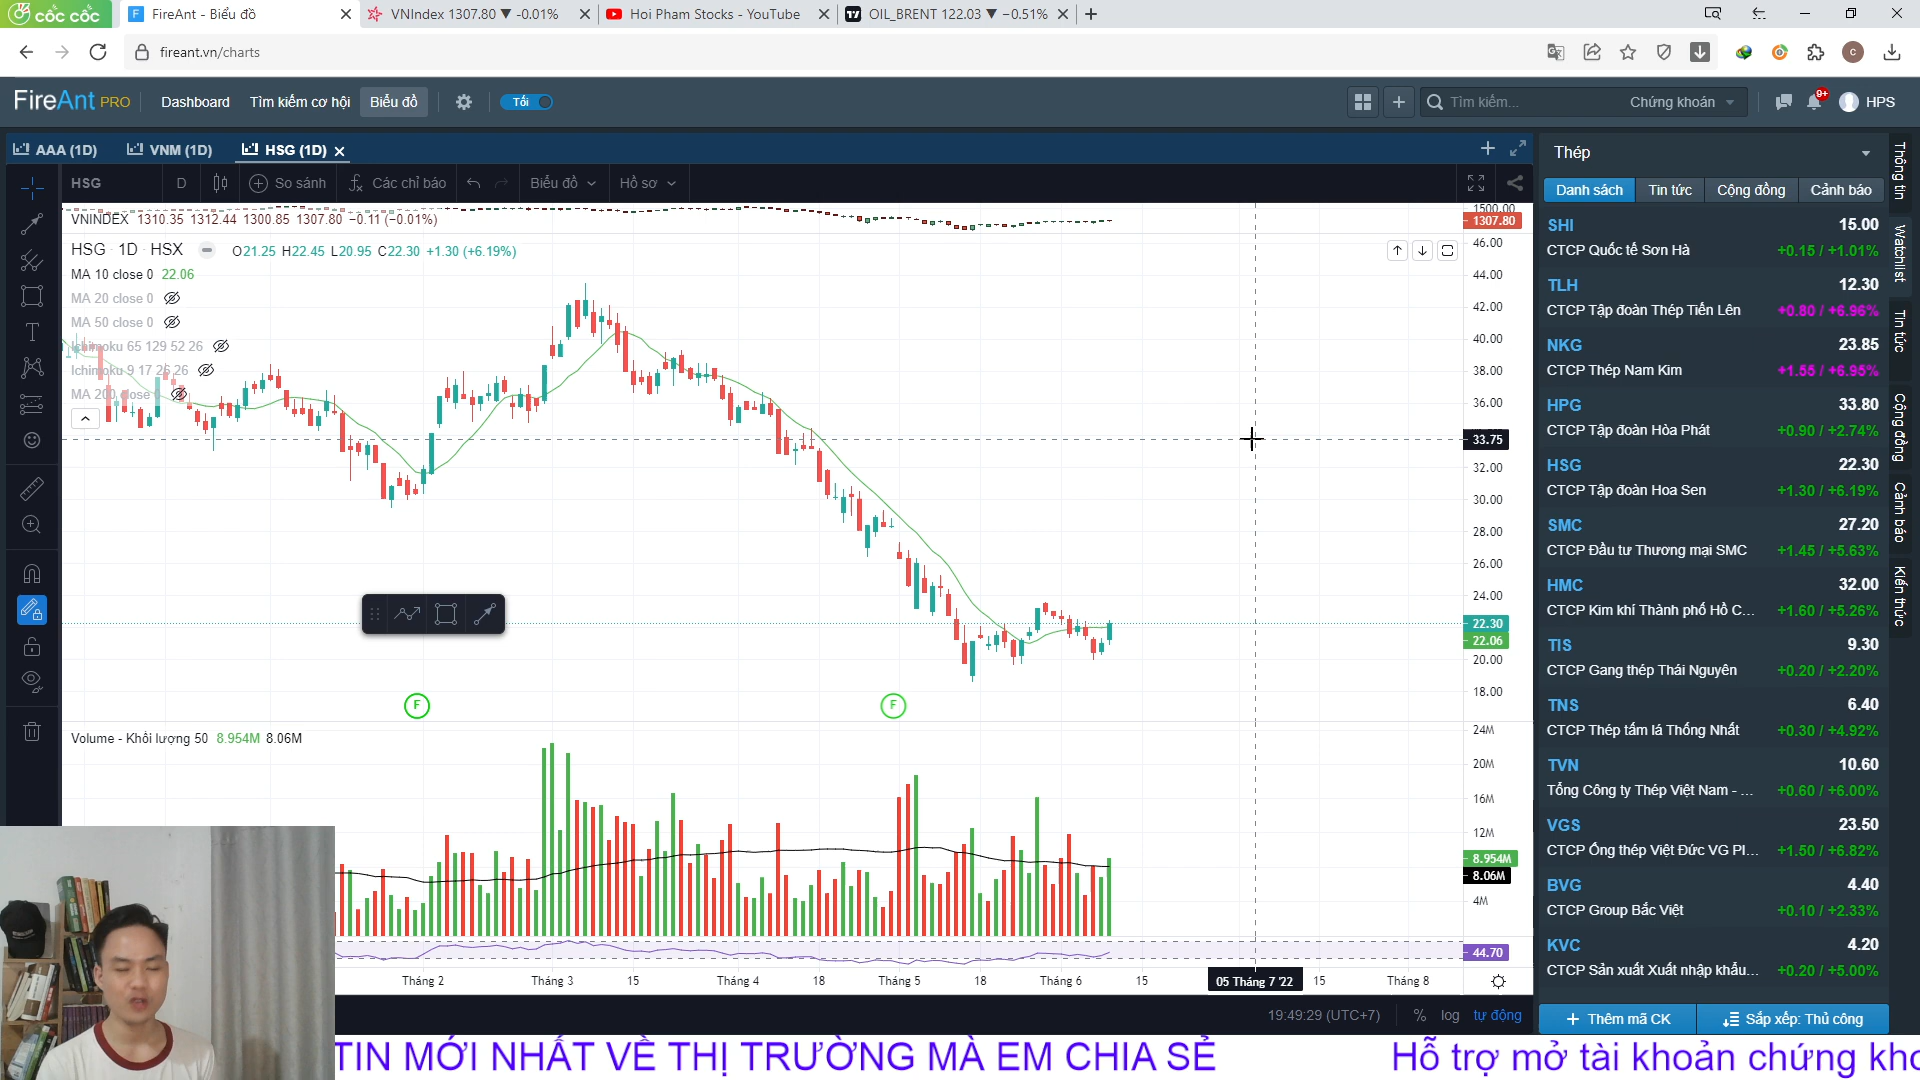 cốc cốc
FireAnt - Biểu đồ
VNIndex 1307.80 ▼ -0.01%
Hoi Pham Stocks - YouTube
OIL_BRENT 122.03 ▼ −0.51%
fireant.vn/charts
C
FireAnt PRO
Dashboard
Tìm kiếm cơ hội
Biểu đồ
Tối
Tìm kiếm...
Chứng khoán
9+
HPS
AAA (1D)
VNM (1D)
HSG (1D)
HSG
D
So sánh
Các chỉ báo
Biểu đồ
Hồ sơ
VNINDEX 1310.35 1312.44 1300.85 1307.80 −0.11 (−0.01%)
HSG 1D HSX O21.25 H22.45 L20.95 C22.30 +1.30 (+6.19%)
MA 10 close 0 22.06
MA 20 close 0
MA 50 close 0
Ichimoku 65 129 52 26
Ichimoku 9 17 26 26
MA 200 close
1500.00
1307.80
46.00
44.00
42.00
40.00
38.00
36.00
33.75
32.00
30.00
28.00
26.00
24.00
22.30
22.06
20.00
18.00
F
F
Volume - Khối lượng 50 8.954M 8.06M
24M
20M
16M
12M
8.954M
8.06M
4M
44.70
Tháng 2
Tháng 3
15
Tháng 4
18
Tháng 5
18
Tháng 6
15
05 Tháng 7 '22
15
Tháng 8
19:49:29 (UTC+7)
%
log
tự động
Thép
Danh sách
Tin tức
Cộng đồng
Cảnh báo
SHI 15.00
CTCP Quốc tế Sơn Hà +0.15 / +1.01%
TLH 12.30
CTCP Tập đoàn Thép Tiến Lên +0.80 / +6.96%
NKG 23.85
CTCP Thép Nam Kim +1.55 / +6.95%
HPG 33.80
CTCP Tập đoàn Hòa Phát +0.90 / +2.74%
HSG 22.30
CTCP Tập đoàn Hoa Sen +1.30 / +6.19%
SMC 27.20
CTCP Đầu tư Thương mại SMC +1.45 / +5.63%
HMC 32.00
CTCP Kim khí Thành phố Hồ C... +1.60 / +5.26%
TIS 9.30
CTCP Gang thép Thái Nguyên +0.20 / +2.20%
TNS 6.40
CTCP Thép tấm lá Thống Nhất +0.30 / +4.92%
TVN 10.60
Tổng Công ty Thép Việt Nam - ... +0.60 / +6.00%
VGS 23.50
CTCP Ống thép Việt Đức VG PI... +1.50 / +6.82%
BVG 4.40
CTCP Group Bắc Việt +0.10 / +2.33%
KVC 4.20
CTCP Sản xuất Xuất nhập khẩu... +0.20 / +5.00%
Thêm mã CK
Sắp xếp: Thủ công
Thông tin
Watchlist
Tin tức
Cộng đồng
Cảnh báo
Kiến thức
TIN MỚI NHẤT VỀ THỊ TRƯỜNG MÀ EM CHIA SẺ
Hỗ trợ mở tài khoản chứng kho